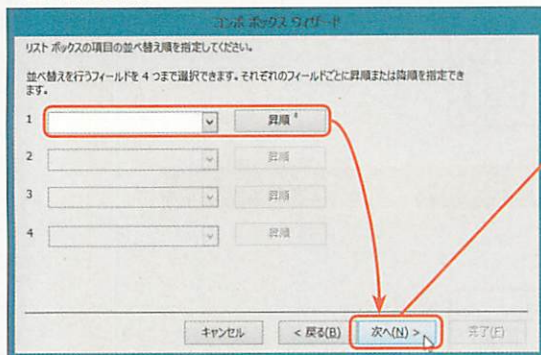 コンボ ボックス ウィザード
リスト ボックスの項目の並べ替え順を指定してください。
並べ替えを行うフィールドを 4 つまで選択できます。それぞれのフィールドごとに昇順または降順を指定でき
ます。
1 昇順
2 昇順
3 昇順
4 昇順
キャンセル < 戻る(B) 次へ(N) > 完了(F)